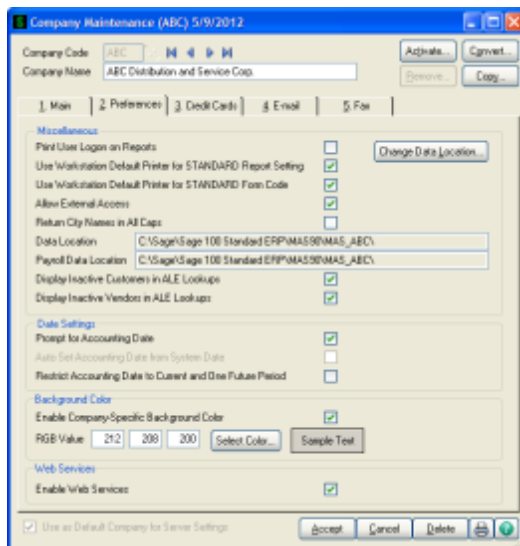 Company Maintenance (ABC) 5/9/2012
Company Code ABC
Activate... Convert...
Company Name ABC Distribution and Service Corp.
Remove... Copy...
1. Main 2. Preferences 3. Credit Cards 4. E-mail 5. Fax
Miscellaneous
Print User Logon on Reports
Change Data Location...
Use Workstation Default Printer for STANDARD Report Setting
Use Workstation Default Printer for STANDARD Form Code
Allow External Access
Return City Names in All Caps
Data Location C:\Sage\Sage 100 Standard ERP\MAS90\MAS_ABC\
Payroll Data Location C:\Sage\Sage 100 Standard ERP\MAS90\MAS_ABC\
Display Inactive Customers in ALE Lookups
Display Inactive Vendors in ALE Lookups
Date Settings
Prompt for Accounting Date
Auto Set Accounting Date from System Date
Restrict Accounting Date to Current and One Future Period
Background Color
Enable Company-Specific Background Color
RGB Value 212 208 200 Select Color... Sample Text
Web Services
Enable Web Services
Use as Default Company for Server Settings
Accept Cancel Delete